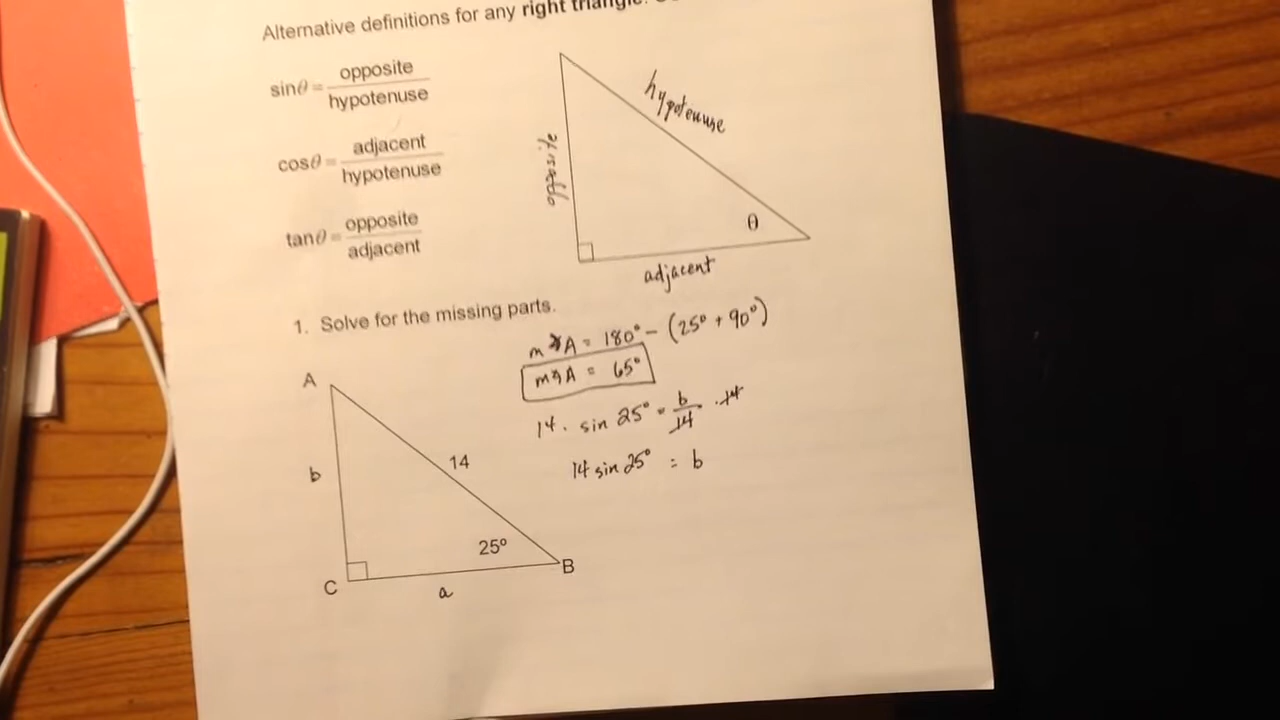 Alternative definitions for any right triangle:
sinθ = opposite / hypotenuse
cosθ = adjacent / hypotenuse
tanθ = opposite / adjacent
hypotenuse
opposite
θ
adjacent
1. Solve for the missing parts.
m∢A = 180° − (25° + 90°)
m∢A = 65°
14 · sin 25° = b/14 · 14
14 sin 25° = b
A
b
14
25°
C
B
a